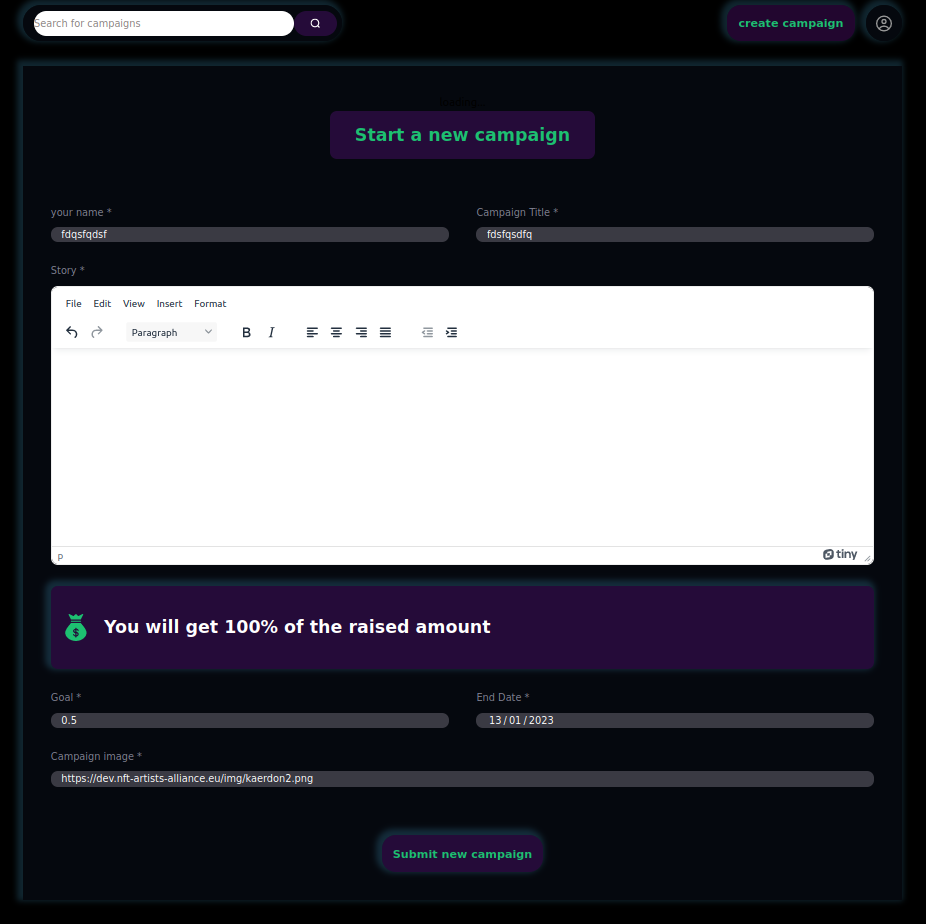 Search for campaigns
create campaign
loading
Start a new campaign
your name *
Campaign Title *
fdqsfqdsf
fdsfqsdfq
Story *
File Edit View Insert Format
Paragraph B I
p
tiny
$ You will get 100% of the raised amount
Goal *
End Date *
0.5
13/01/2023
Campaign image *
https://dev.nft-artists-alliance.eu/img/kaerdon2.png
Submit new campaign